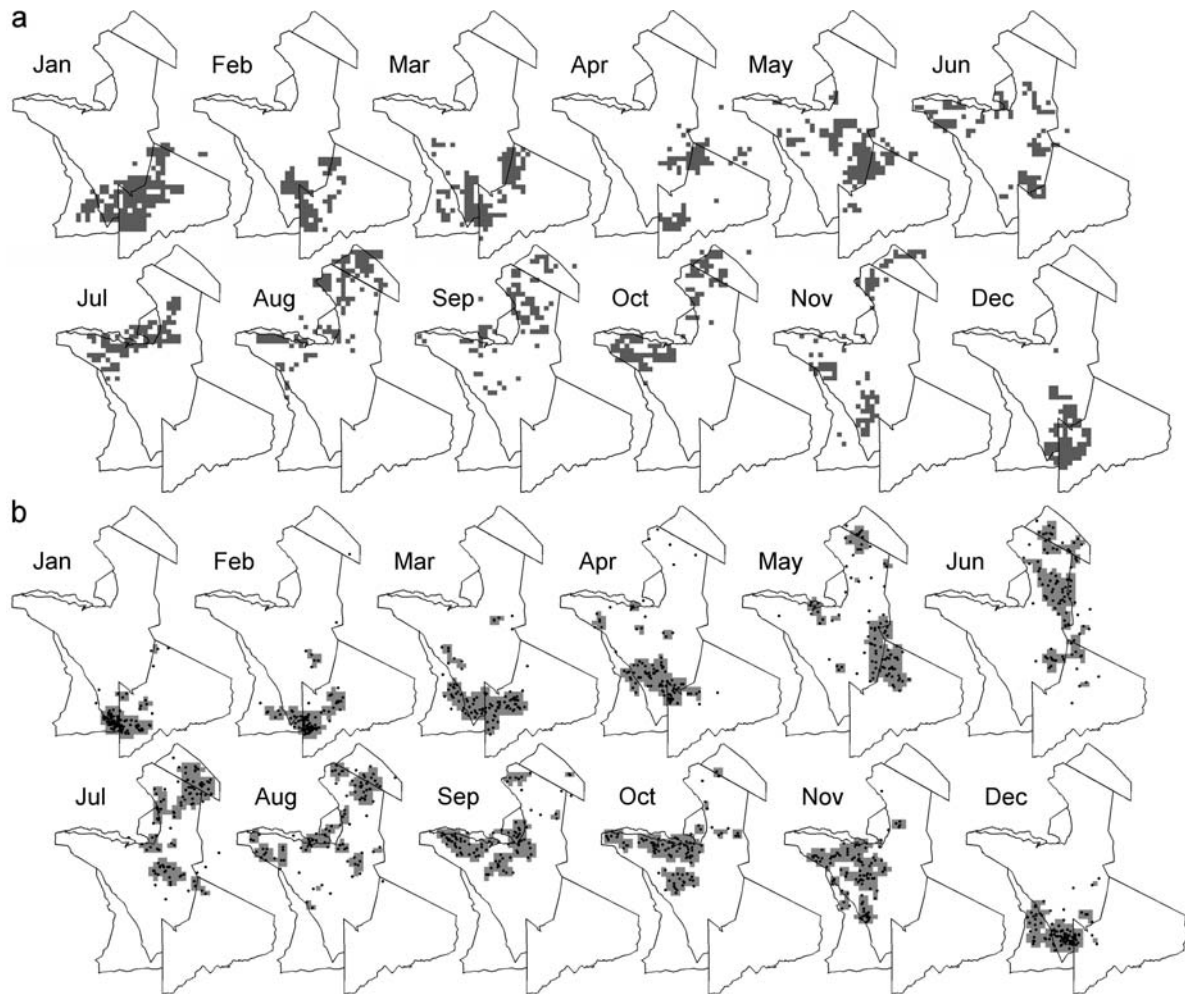 a
Jan Feb Mar Apr May Jun
Jul Aug Sep Oct Nov Dec
b
Jan Feb Mar Apr May Jun
Jul Aug Sep Oct Nov Dec